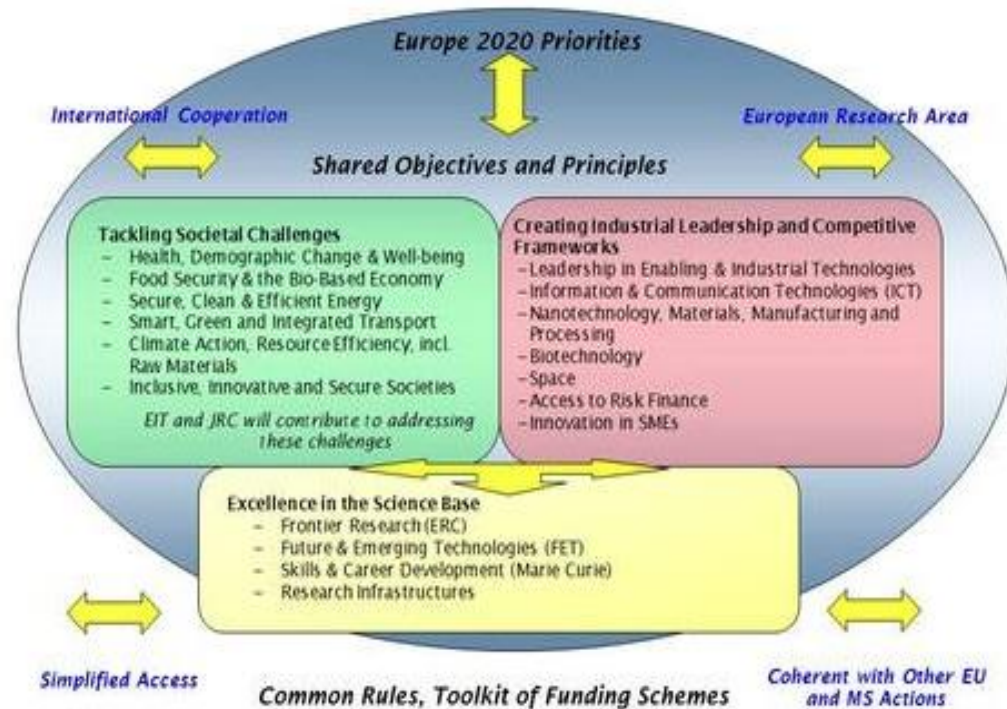 Europe 2020 Priorities
International Cooperation
European Research Area
Shared Objectives and Principles
Tackling Societal Challenges
– Health, Demographic Change & Well-being
– Food Security & the Bio-Based Economy
– Secure, Clean & Efficient Energy
– Smart, Green and Integrated Transport
– Climate Action, Resource Efficiency, incl.
Raw Materials
– Inclusive, Innovative and Secure Societies
EIT and JRC will contribute to addressing
these challenges
Creating Industrial Leadership and Competitive
Frameworks
– Leadership in Enabling & Industrial Technologies
– Information & Communication Technologies (ICT)
– Nanotechnology, Materials, Manufacturing and
Processing
– Biotechnology
– Space
– Access to Risk Finance
– Innovation in SMEs
Excellence in the Science Base
– Frontier Research (ERC)
– Future & Emerging Technologies (FET)
– Skills & Career Development (Marie Curie)
– Research Infrastructures
Simplified Access
Common Rules, Toolkit of Funding Schemes
Coherent with Other EU
and MS Actions